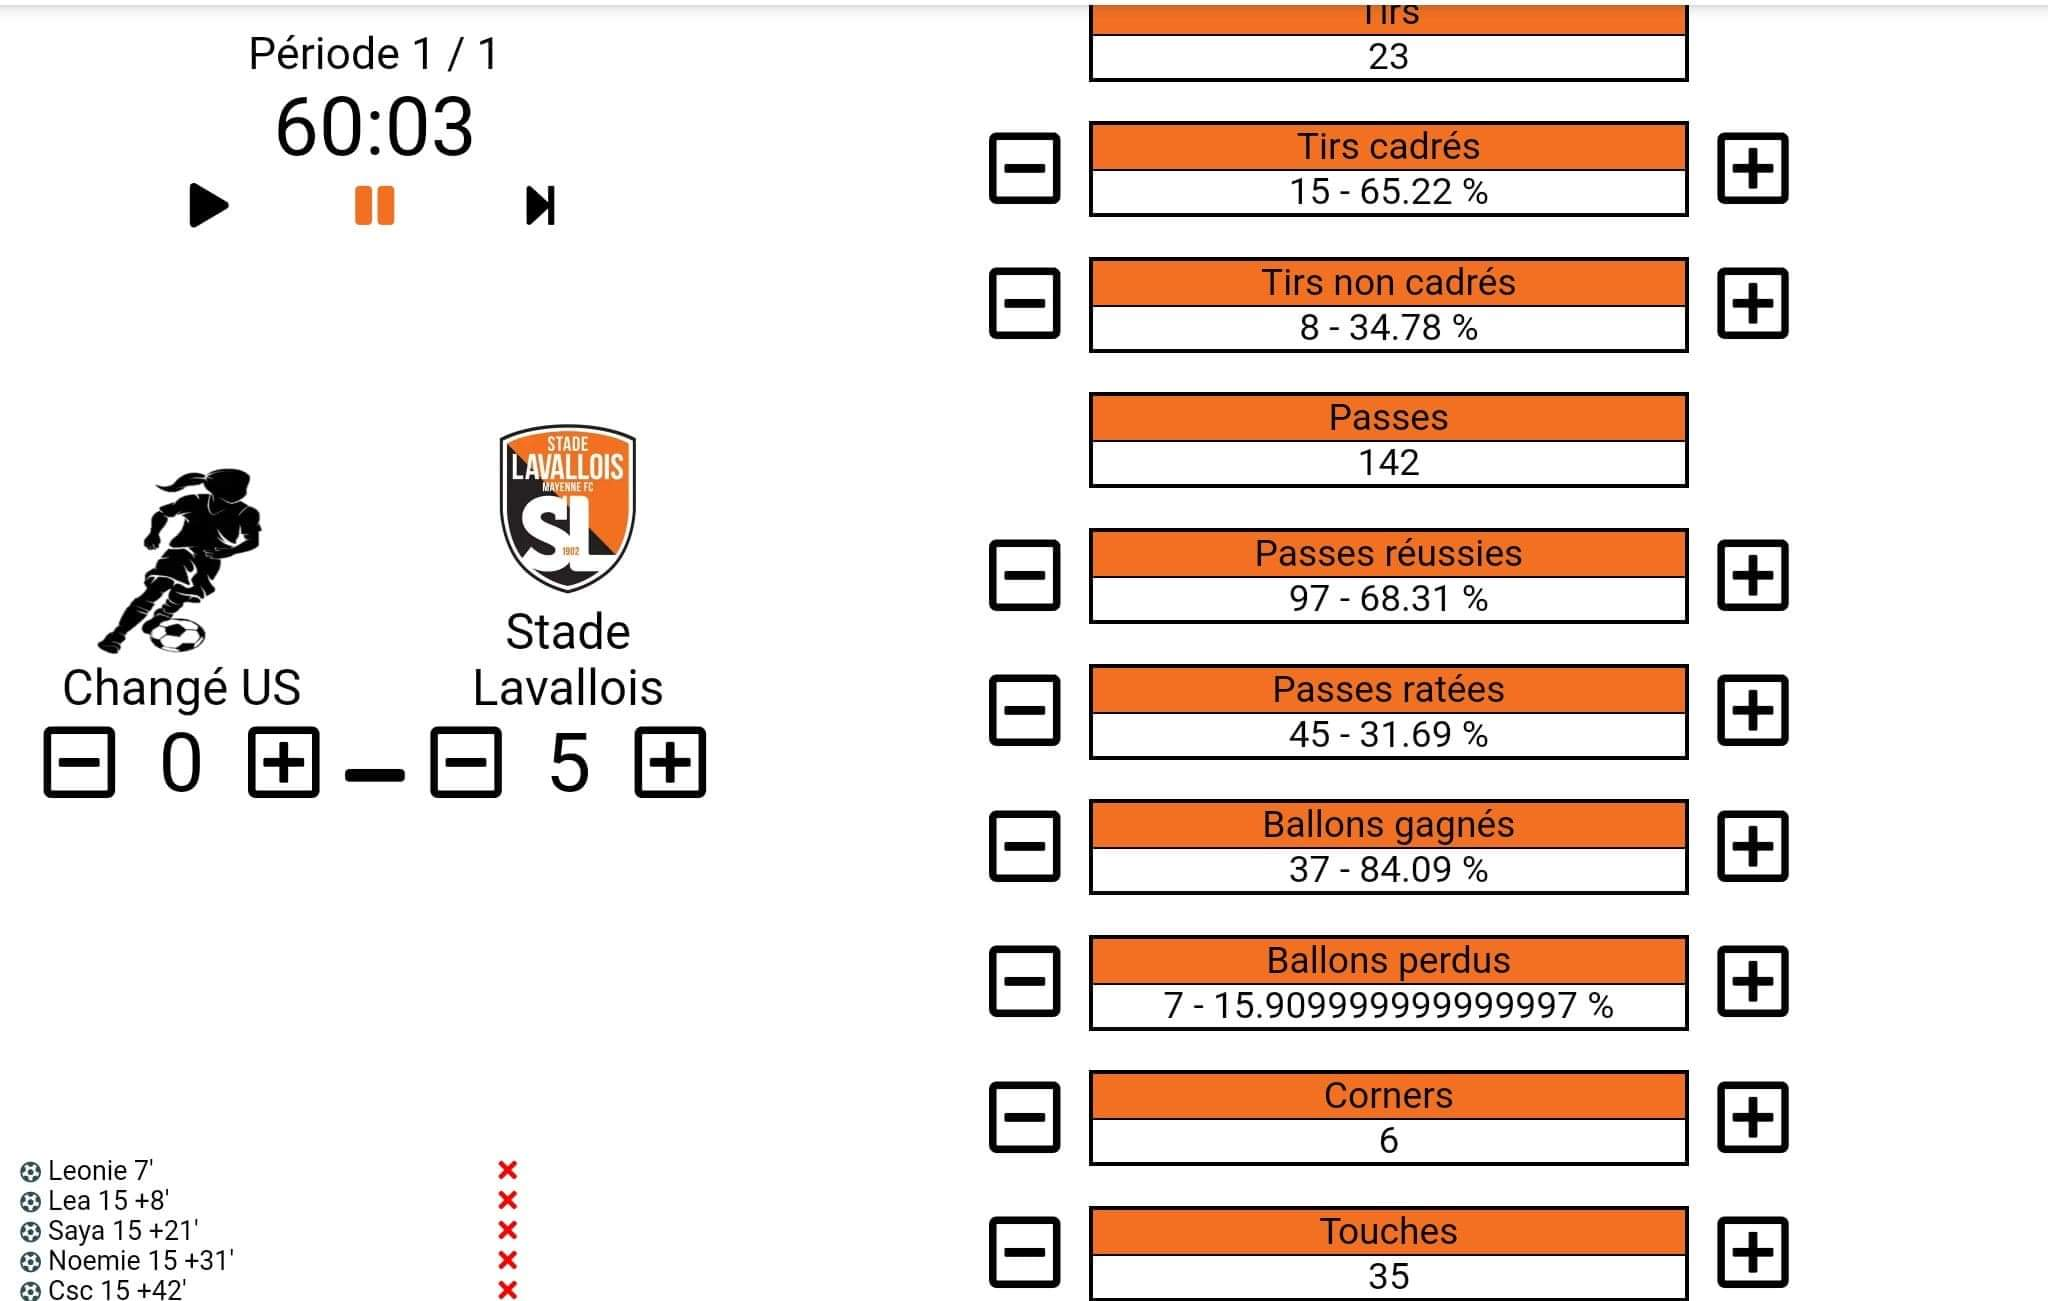 Période 1 / 1
60:03
STADE
LAVALLOIS
MAYENNE FC
SL
1902
Changé US
Stade
Lavallois
0
5
Leonie 7'
Lea 15 +8'
Saya 15 +21'
Noemie 15 +31'
Csc 15 +42'
Tirs
23
Tirs cadrés
15 - 65.22 %
Tirs non cadrés
8 - 34.78 %
Passes
142
Passes réussies
97 - 68.31 %
Passes ratées
45 - 31.69 %
Ballons gagnés
37 - 84.09 %
Ballons perdus
7 - 15.909999999999997 %
Corners
6
Touches
35